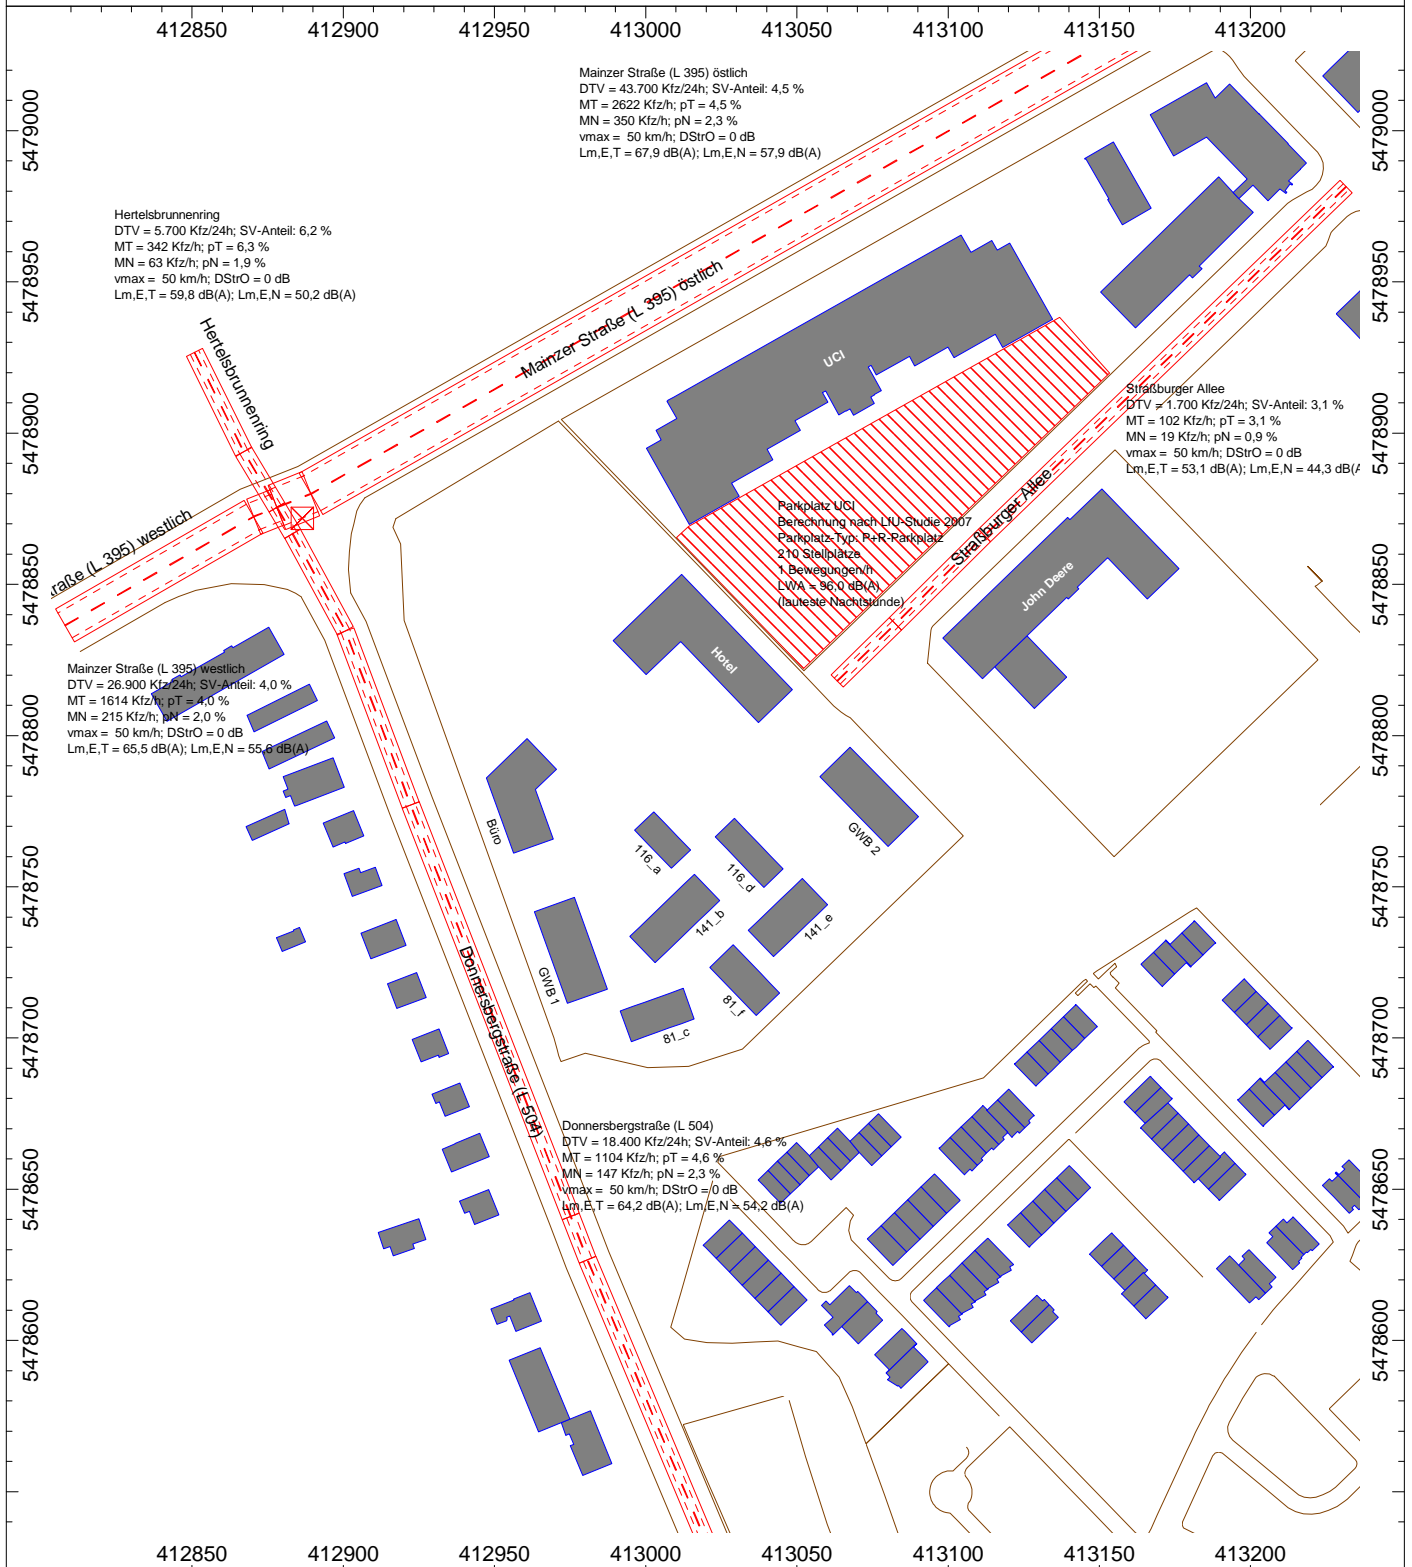 412850 412900 412950 413000 413050 413100 413150 413200
5479000
5478950
5478900
5478850
5478800
5478750
5478700
5478650
5478600
Mainzer Straße (L 395) östlich
DTV = 43.700 Kfz/24h; SV-Anteil: 4,5 %
MT = 2622 Kfz/h; pT = 4,5 %
MN = 350 Kfz/h; pN = 2,3 %
vmax = 50 km/h; DStrO = 0 dB
Lm,E,T = 67,9 dB(A); Lm,E,N = 57,9 dB(A)
Hertelsbrunnenring
DTV = 5.700 Kfz/24h; SV-Anteil: 6,2 %
MT = 342 Kfz/h; pT = 6,3 %
MN = 63 Kfz/h; pN = 1,9 %
vmax = 50 km/h; DStrO = 0 dB
Lm,E,T = 59,8 dB(A); Lm,E,N = 50,2 dB(A)
Hertelsbrunnenring
Mainzer Straße (L 395) östlich
UCI
Straßburger Allee
DTV = 1.700 Kfz/24h; SV-Anteil: 3,1 %
MT = 102 Kfz/h; pT = 3,1 %
MN = 19 Kfz/h; pN = 0,9 %
vmax = 50 km/h; DStrO = 0 dB
Lm,E,T = 53,1 dB(A); Lm,E,N = 44,3 dB(A
Straßburger Allee
Parkplatz UCI
Berechnung nach LfU-Studie 2007
Parkplatz-Typ: P+R-Parkplatz
210 Stellplätze
1 Bewegungen/h
LWA = 96,0 dB(A)
(lauteste Nachtstunde)
raße (L 395) westlich
John Deere
Hotel
Mainzer Straße (L 395) westlich
DTV = 26.900 Kfz/24h; SV-Anteil: 4,0 %
MT = 1614 Kfz/h; pT = 4,0 %
MN = 215 Kfz/h; pN = 2,0 %
vmax = 50 km/h; DStrO = 0 dB
Lm,E,T = 65,5 dB(A); Lm,E,N = 55,6 dB(A)
Büro
116_a
116_d
GWB 2
141_b
141_e
GWB 1
81_f
81_c
Donnersbergstraße (L 504)
Donnersbergstraße (L 504)
DTV = 18.400 Kfz/24h; SV-Anteil: 4,6 %
MT = 1104 Kfz/h; pT = 4,6 %
MN = 147 Kfz/h; pN = 2,3 %
vmax = 50 km/h; DStrO = 0 dB
Lm,E,T = 64,2 dB(A); Lm,E,N = 54,2 dB(A)
5479000
5478950
5478900
5478850
5478800
5478750
5478700
5478650
5478600
412850 412900 412950 413000 413050 413100 413150 413200